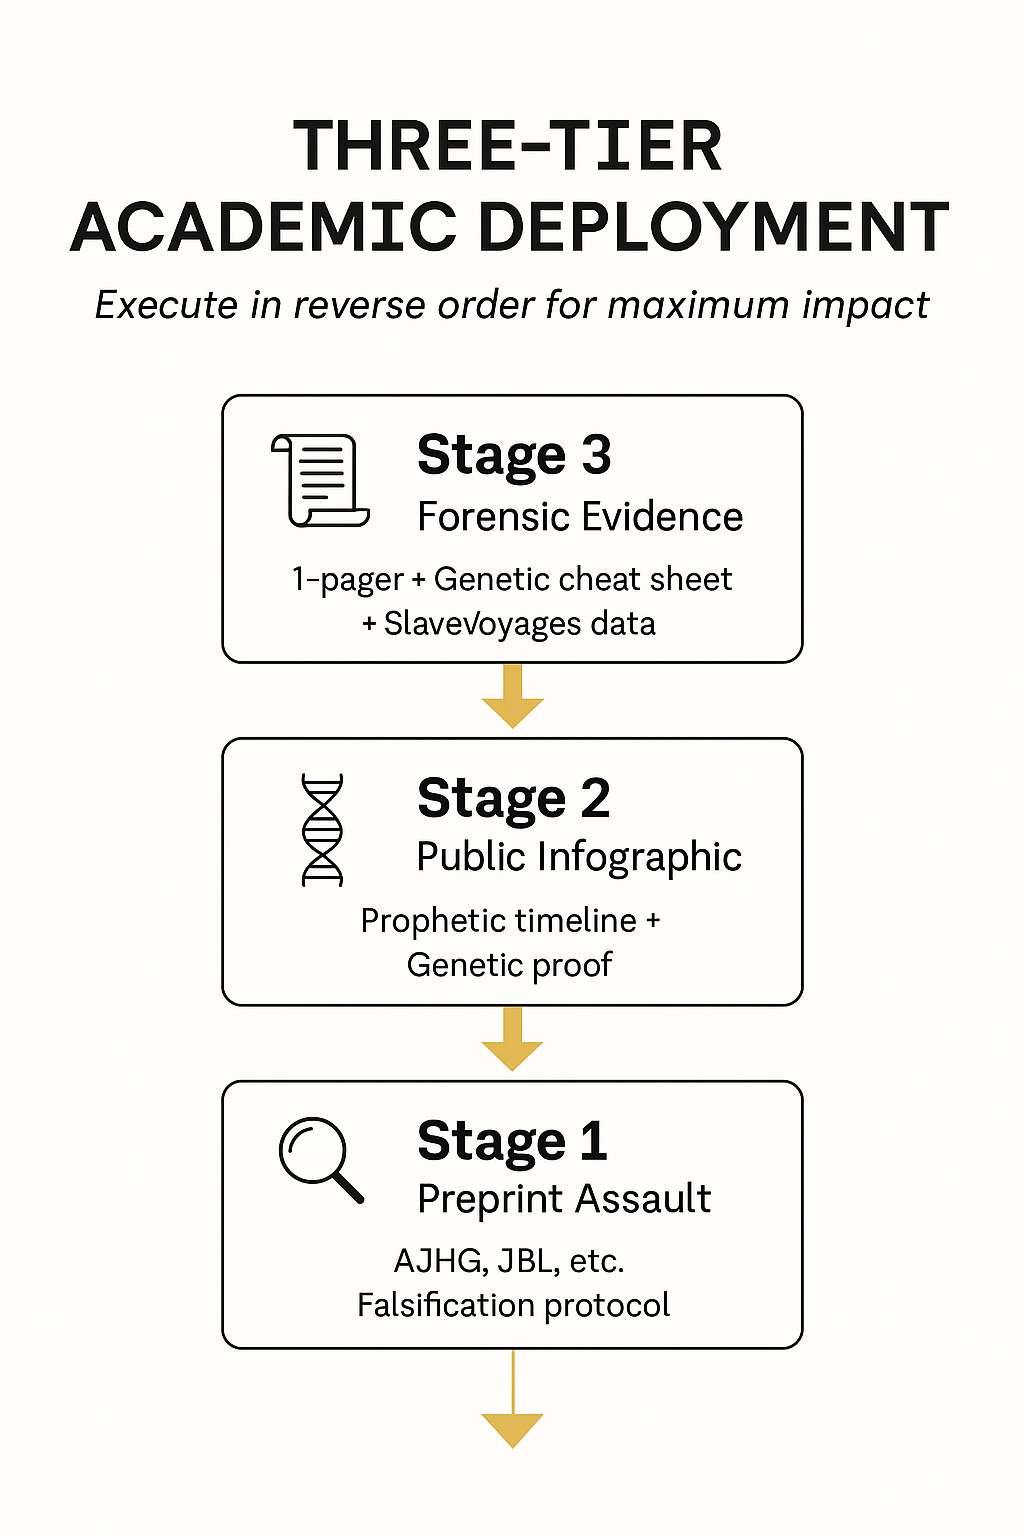 THREE-TIER
ACADEMIC DEPLOYMENT
Execute in reverse order for maximum impact
Stage 3
Forensic Evidence
1-pager + Genetic cheat sheet
+ SlaveVoyages data
Stage 2
Public Infographic
Prophetic timeline +
Genetic proof
Stage 1
Preprint Assault
AJHG, JBL, etc.
Falsification protocol